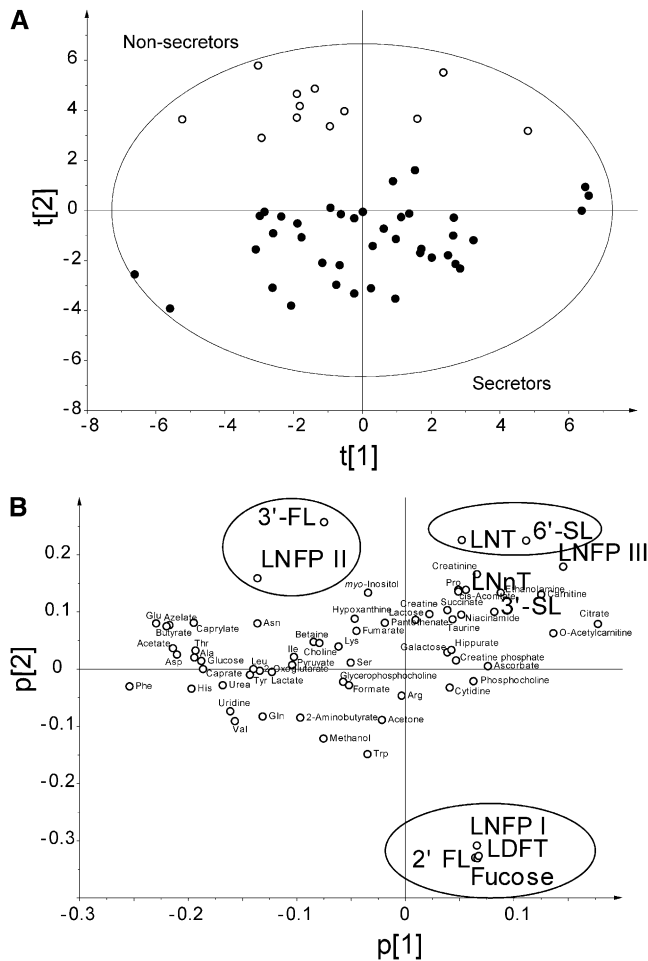 A
Non-secretors
6
4
2
0
-2
-4
-6
-8
t[2]
Secretors
-8 -6 -4 -2 0 2 4 6
t[1]
B
3'-FL
LNFP II
LNT
6'-SL
LNFP III
Creatinine
LNnT
Pro
Ethanolamine
cis-Aconitate
Carnitine
myo-Inositol
3'-SL
Succinate
Creatine
Lactose
Niacinamide
Citrate
Hypoxanthine
Pantothenate
Taurine
O-Acetylcarnitine
Glu
Azelate
Butyrate
Caprylate
Asn
Fumarate
Betaine
Choline
Lys
Galactose
Hippurate
Acetate
Thr
Ala
Asp
Glucose
Ile
Pyruvate
Ser
Creatine phosphate
Ascorbate
Caprate
Leu
2-Oxoglutarate
Tyr
Lactate
Glycerophosphocholine
Formate
Phosphocholine
Cytidine
Phe
His
Urea
Arg
Uridine
Val
Gln
2-Aminobutyrate
Acetone
Methanol
Trp
LNFP I
LDFT
2' FL
Fucose
0.2
0.1
0
-0.1
-0.2
-0.3
p[2]
-0.3 -0.2 -0.1 0 0.1
p[1]